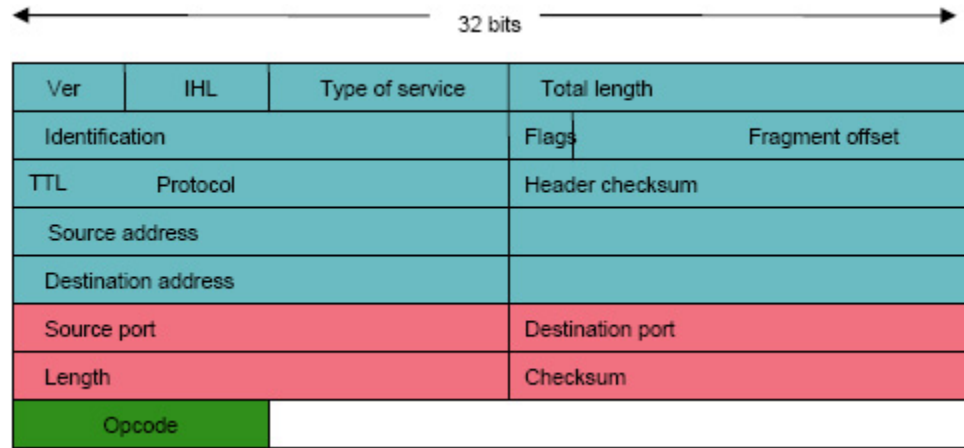 32 bits
Ver IHL Type of service Total length
Identification Flags Fragment offset
TTL Protocol Header checksum
Source address
Destination address
Source port Destination port
Length Checksum
Opcode